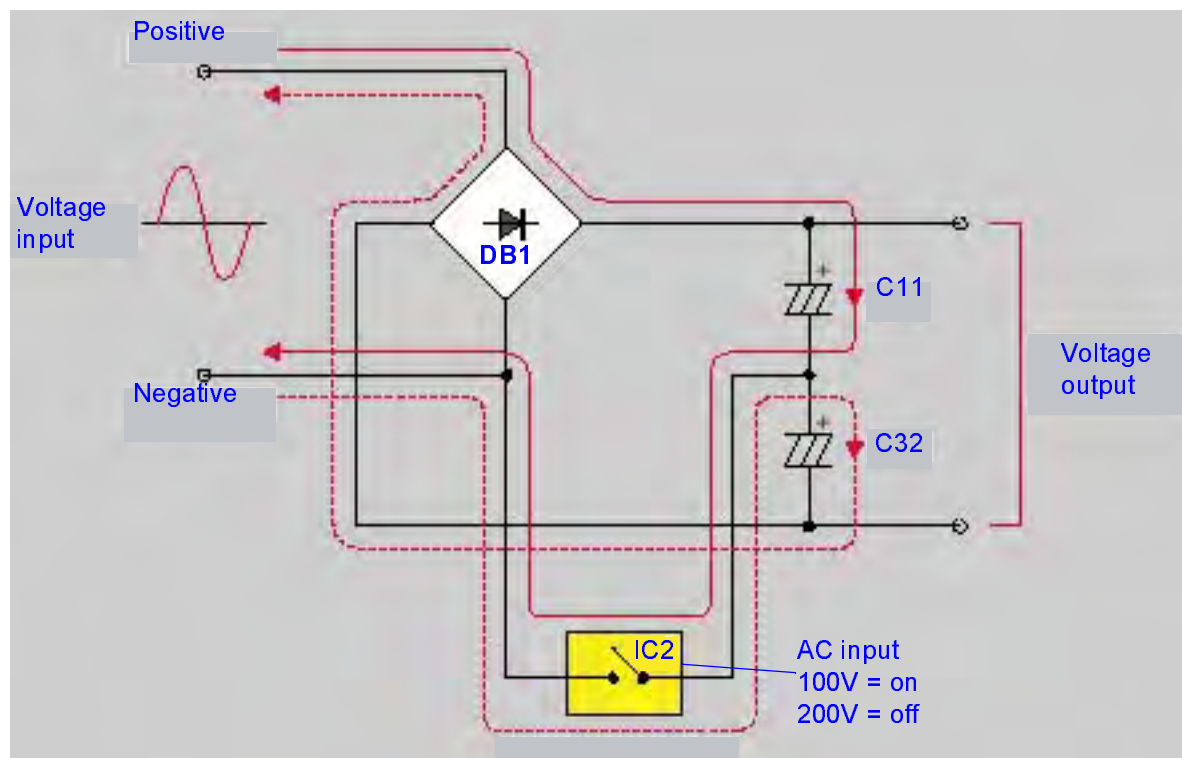 Positive
Voltage
input
DB1
+
C11
Voltage
output
Negative
+
C32
IC2
AC input
100V = on
200V = off